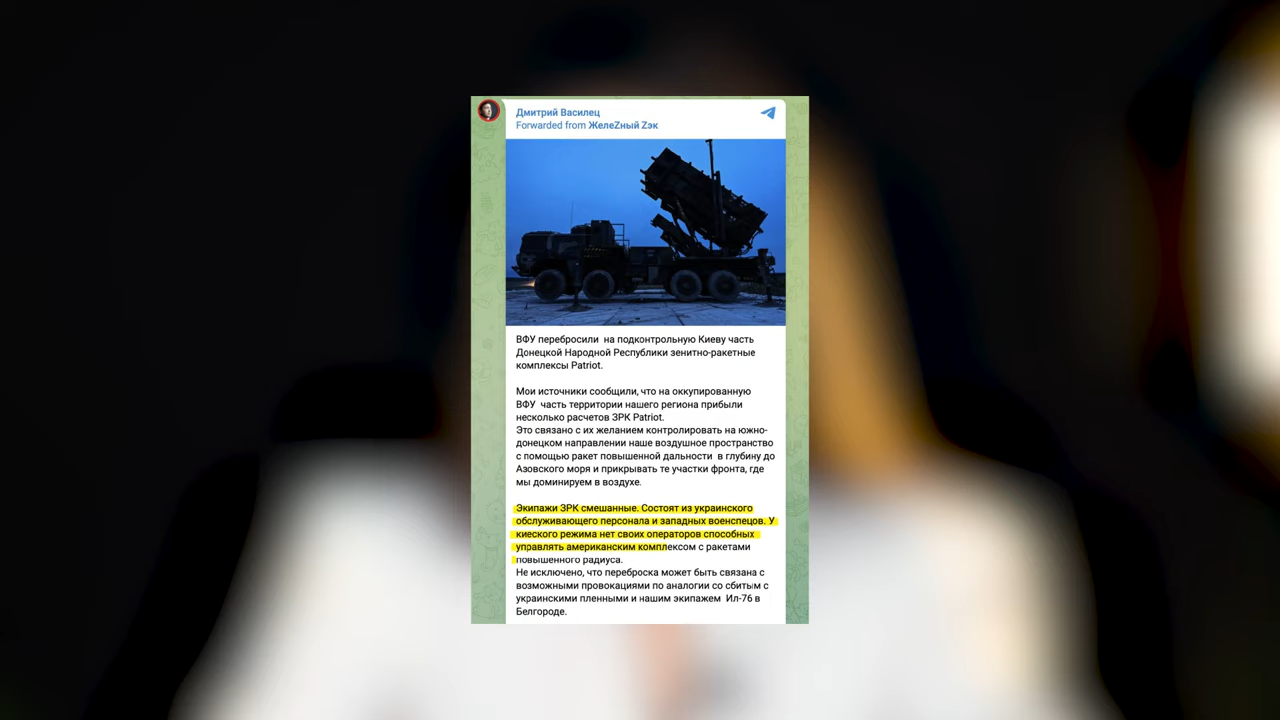 Дмитрий Василец
Forwarded from ЖелеZный Zэк
ВФУ перебросили на подконтрольную Киеву часть
Донецкой Народной Республики зенитно-ракетные
комплексы Patriot.
Мои источники сообщили, что на оккупированную
ВФУ часть территории нашего региона прибыли
несколько расчетов ЗРК Patriot.
Это связано с их желанием контролировать на южно-
донецком направлении наше воздушное пространство
с помощью ракет повышенной дальности в глубину до
Азовского моря и прикрывать те участки фронта, где
мы доминируем в воздухе.
Экипажи ЗРК смешанные. Состоят из украинского
обслуживающего персонала и западных военспецов. У
киеского режима нет своих операторов способных
управлять американским комплексом с ракетами
повышенного радиуса.
Не исключено, что переброска может быть связана с
возможными провокациями по аналогии со сбитым с
украинскими пленными и нашим экипажем Ил-76 в
Белгороде.